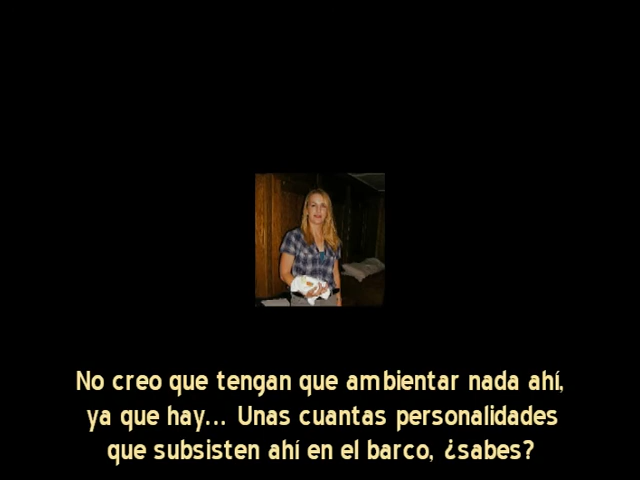 No creo que tengan que ambientar nada ahí,
ya que hay... Unas cuantas personalidades
que subsisten ahí en el barco, ¿sabes?